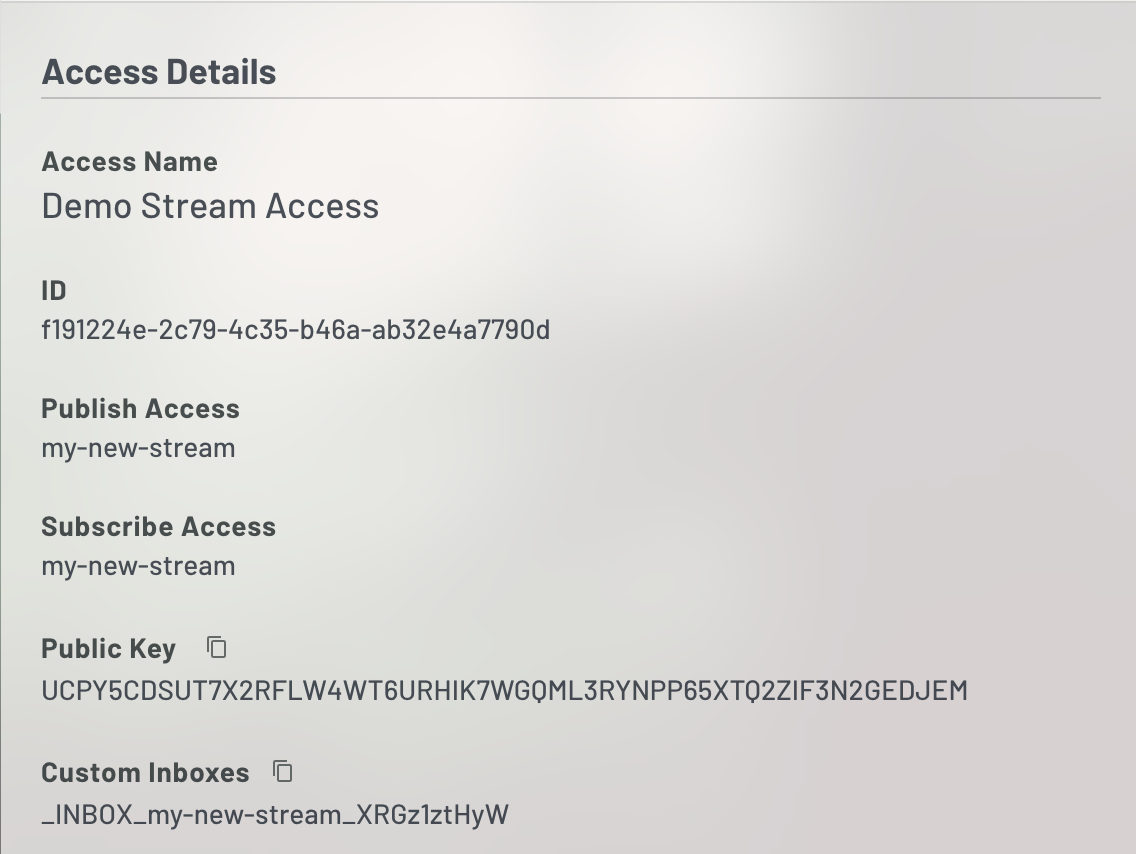 Access Details
Access Name
Demo Stream Access
ID
f191224e-2c79-4c35-b46a-ab32e4a7790d
Publish Access
my-new-stream
Subscribe Access
my-new-stream
Public Key
UCPY5CDSUT7X2RFLW4WT6URHIK7WGQML3RYNPP65XTQ2ZIF3N2GEDJEM
Custom Inboxes
_INBOX_my-new-stream_XRGz1ztHyW